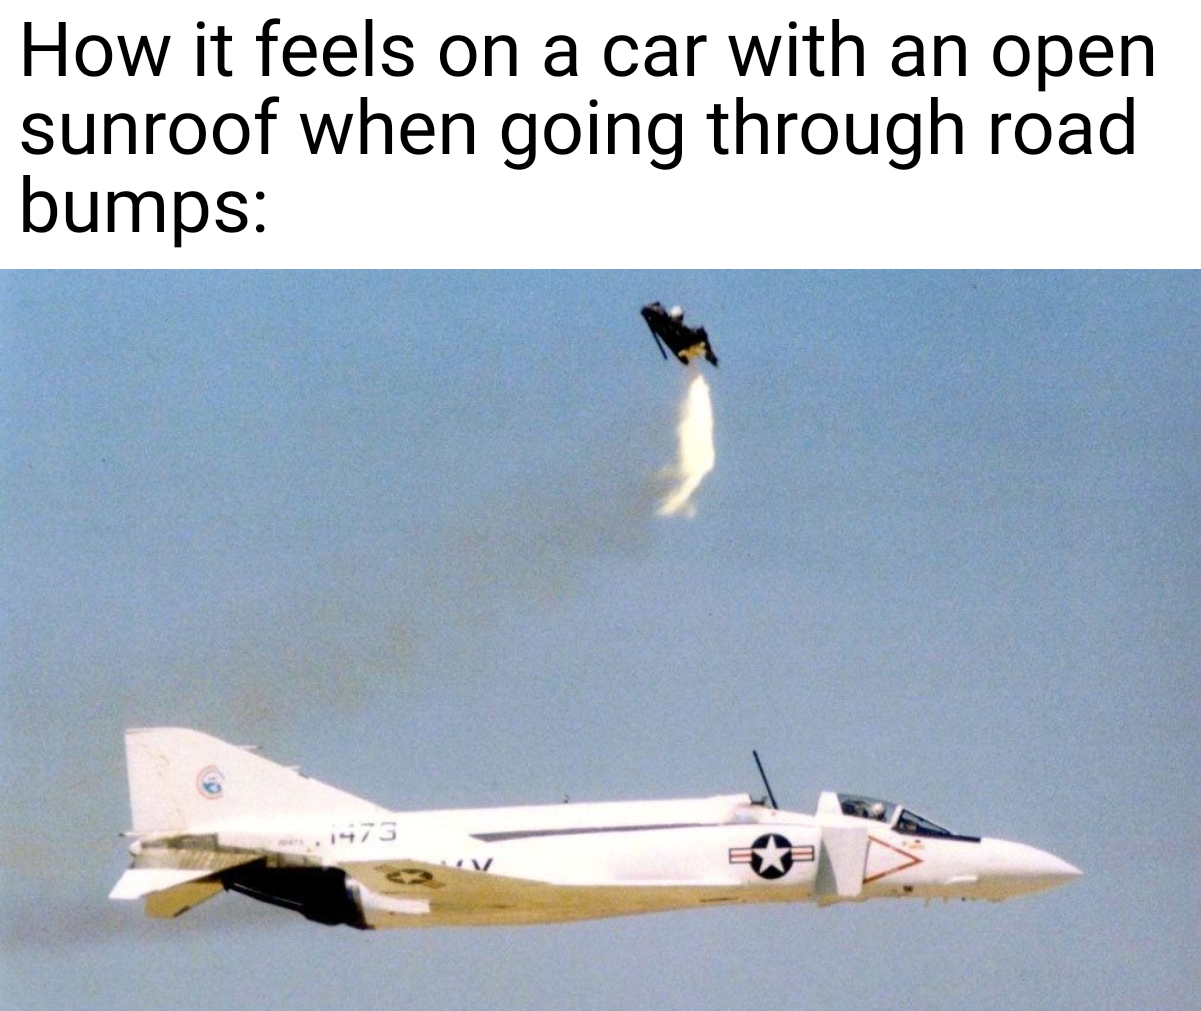 How it feels on a car with an open
sunroof when going through road
bumps:
1473